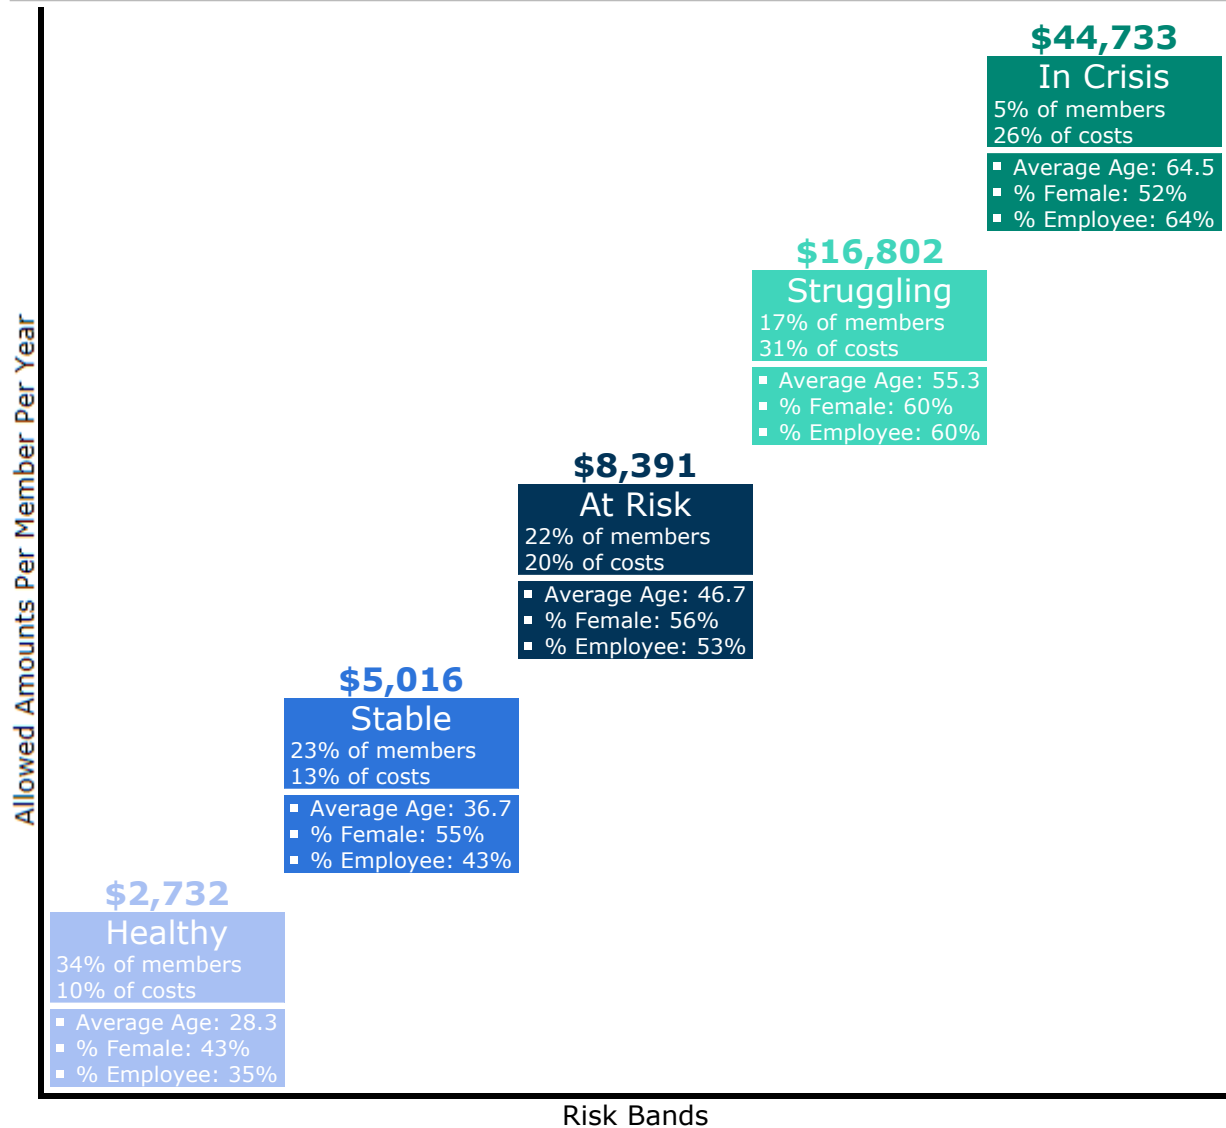 $44,733
In Crisis
5% of members
26% of costs
▪ Average Age: 64.5
▪ % Female: 52%
▪ % Employee: 64%
$16,802
Struggling
17% of members
31% of costs
▪ Average Age: 55.3
▪ % Female: 60%
▪ % Employee: 60%
$8,391
At Risk
22% of members
20% of costs
▪ Average Age: 46.7
▪ % Female: 56%
▪ % Employee: 53%
$5,016
Stable
23% of members
13% of costs
▪ Average Age: 36.7
▪ % Female: 55%
▪ % Employee: 43%
$2,732
Healthy
34% of members
10% of costs
▪ Average Age: 28.3
▪ % Female: 43%
▪ % Employee: 35%
Allowed Amounts Per Member Per Year
Risk Bands